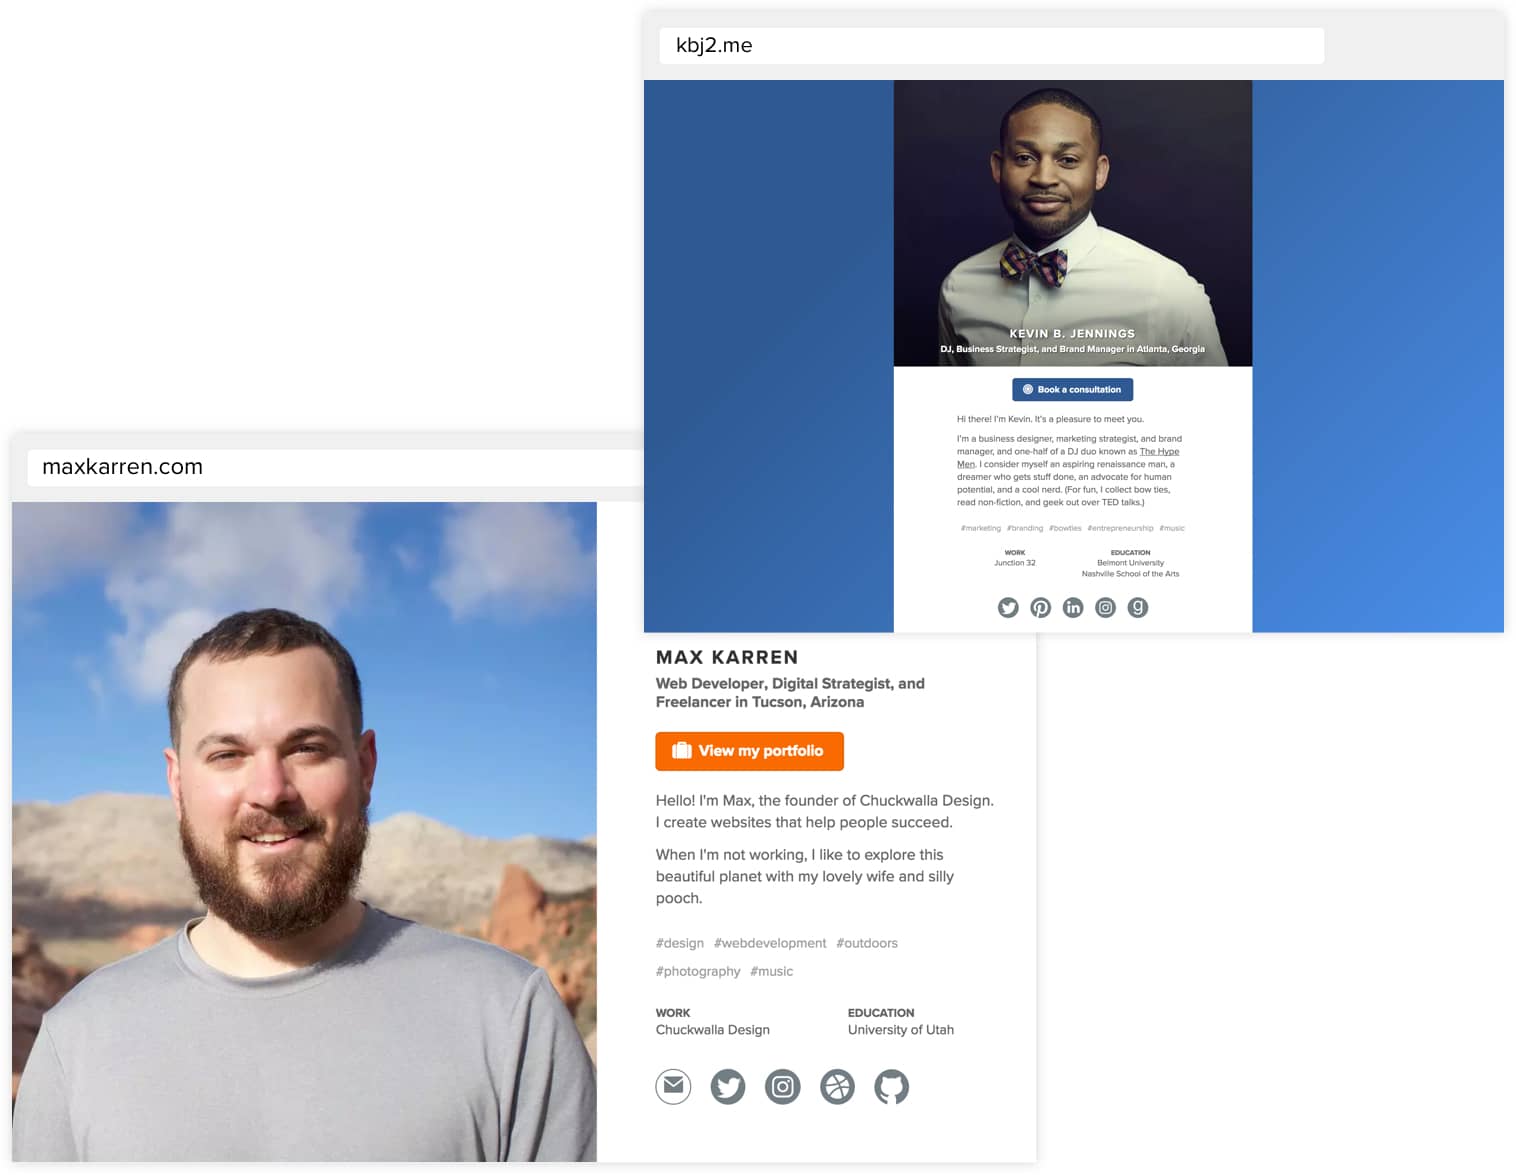 kbj2.me
KEVIN B. JENNINGS
DJ, Business Strategist, and Brand Manager in Atlanta, Georgia
Book a consultation
Hi there! I'm Kevin. It's a pleasure to meet you.
I'm a business designer, marketing strategist, and brand
manager, and one-half of a DJ duo known as The Hype
Men. I consider myself an aspiring renaissance man, a
dreamer who gets stuff done, an advocate for human
potential, and a cool nerd. (For fun, I collect bow ties,
read non-fiction, and geek out over TED talks.)
#marketing #branding #bowties #entrepreneurship #music
WORK
Junction 32
EDUCATION
Belmont University
Nashville School of the Arts
maxkarren.com
MAX KARREN
Web Developer, Digital Strategist, and
Freelancer in Tucson, Arizona
View my portfolio
Hello! I'm Max, the founder of Chuckwalla Design.
I create websites that help people succeed.
When I'm not working, I like to explore this
beautiful planet with my lovely wife and silly
pooch.
#design #webdevelopment #outdoors
#photography #music
WORK
Chuckwalla Design
EDUCATION
University of Utah